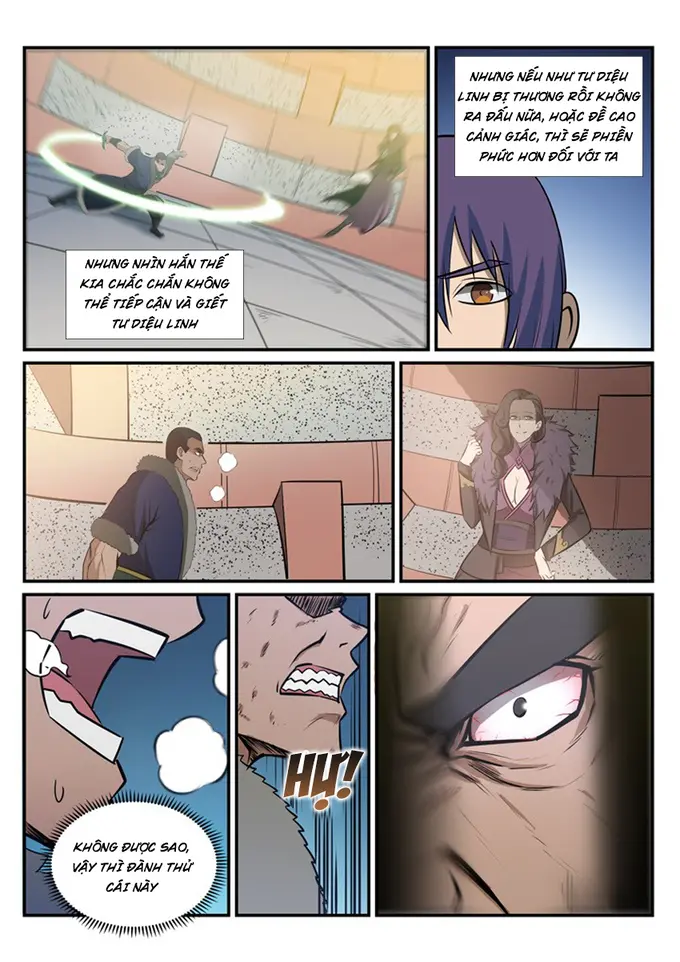 NHƯNG NHÌN HẮN THẾ
KIA CHẮC CHẮN KHÔNG
THỂ TIẾP CẬN VÀ GIẾT
TƯ DIỆU LINH
NHƯNG NẾU NHƯ TƯ DIỆU
LINH BỊ THƯƠNG RỒI KHÔNG
RA ĐẤU NỮA, HOẶC ĐỀ CAO
CẢNH GIÁC, THÌ SẼ PHIỀN
PHỨC HƠN ĐỐI VỚI TA
KHÔNG ĐƯỢC SAO,
VẬY THÌ ĐÀNH THỬ
CÁI NÀY
HỰ!